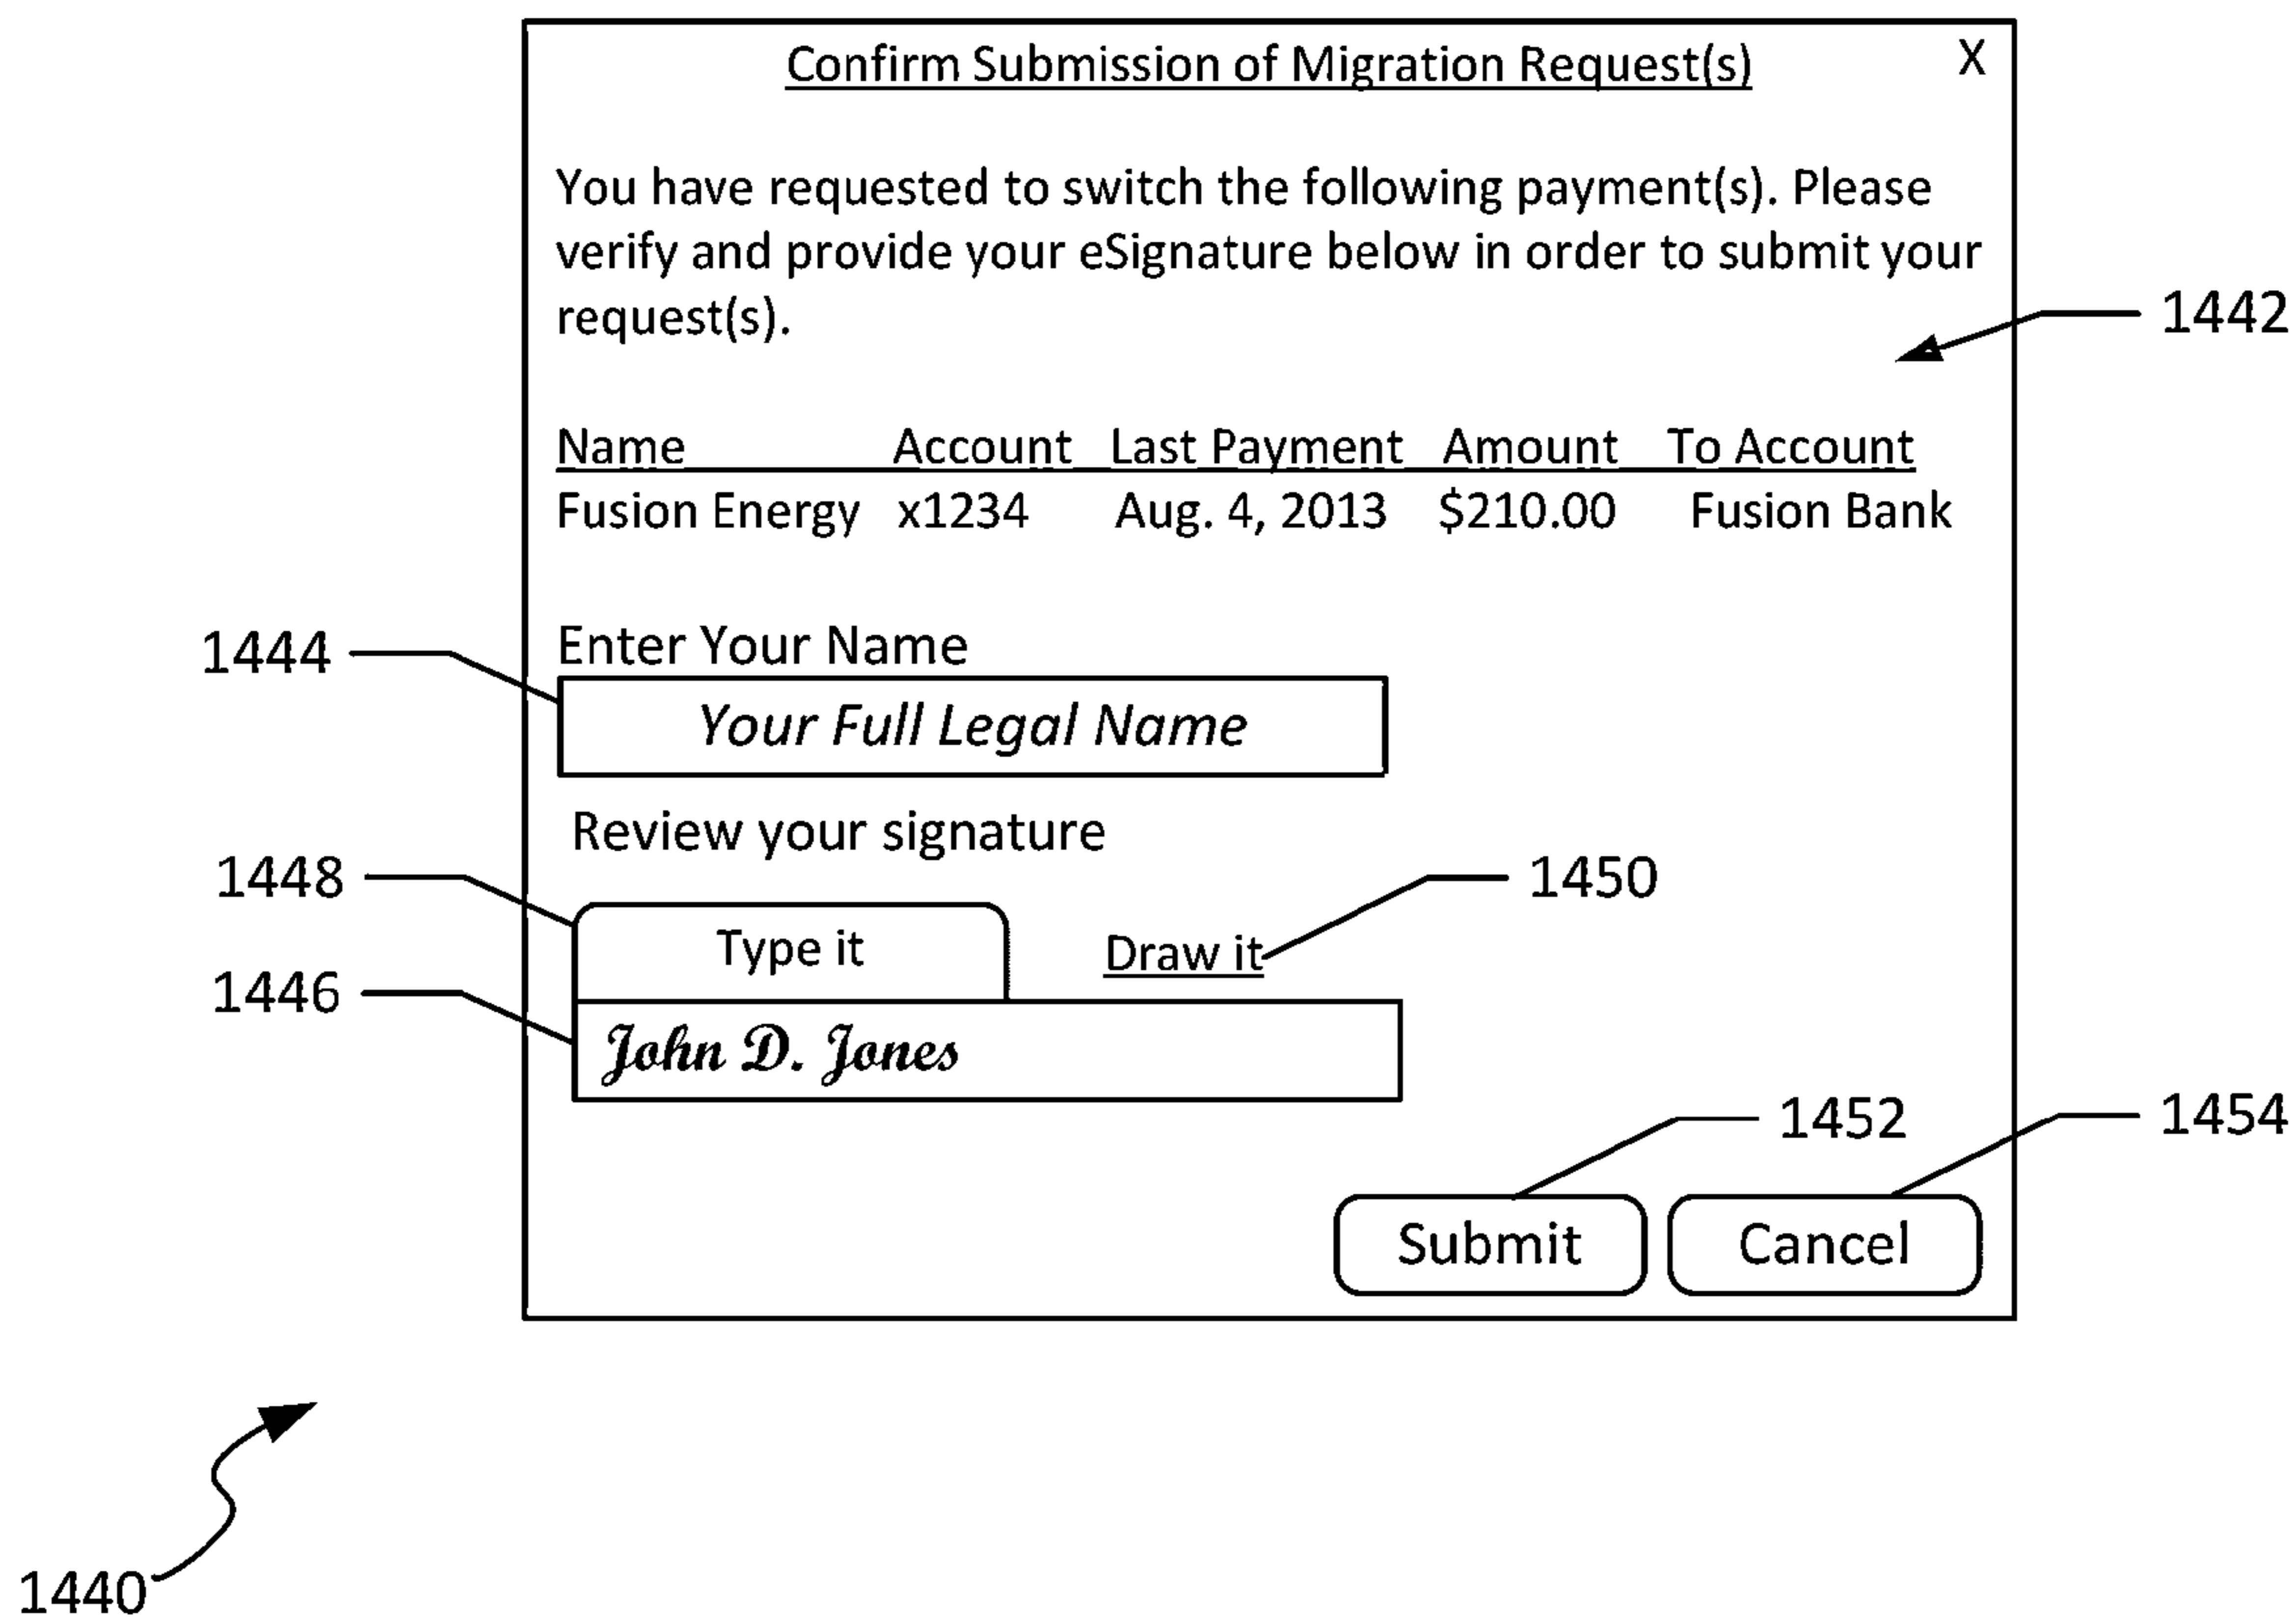 Confirm Submission of Migration Request(s) X
You have requested to switch the following payment(s). Please
verify and provide your eSignature below in order to submit your
request(s).
1442
Name Account Last Payment Amount To Account
Fusion Energy x1234 Aug. 4, 2013 $210.00 Fusion Bank
Enter Your Name
1444
Your Full Legal Name
Review your signature
1448
1450
Type it Draw it
1446
John D. Jones
1452
1454
Submit Cancel
1440